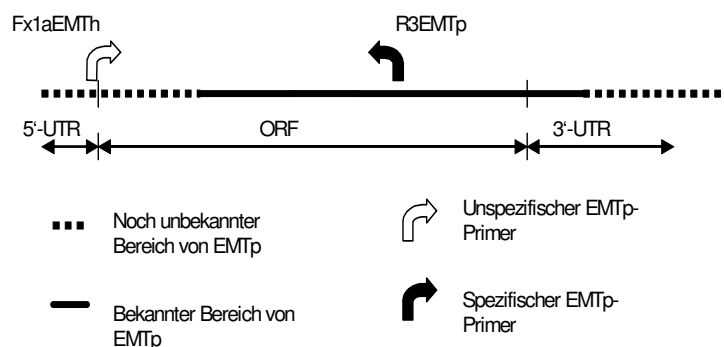 Fx1aEMTh
R3EMTp
5'-UTR
ORF
3'-UTR
Noch unbekannter
Bereich von EMTp
Unspezifischer EMTp-
Primer
Bekannter Bereich von
EMTp
Spezifischer EMTp-
Primer